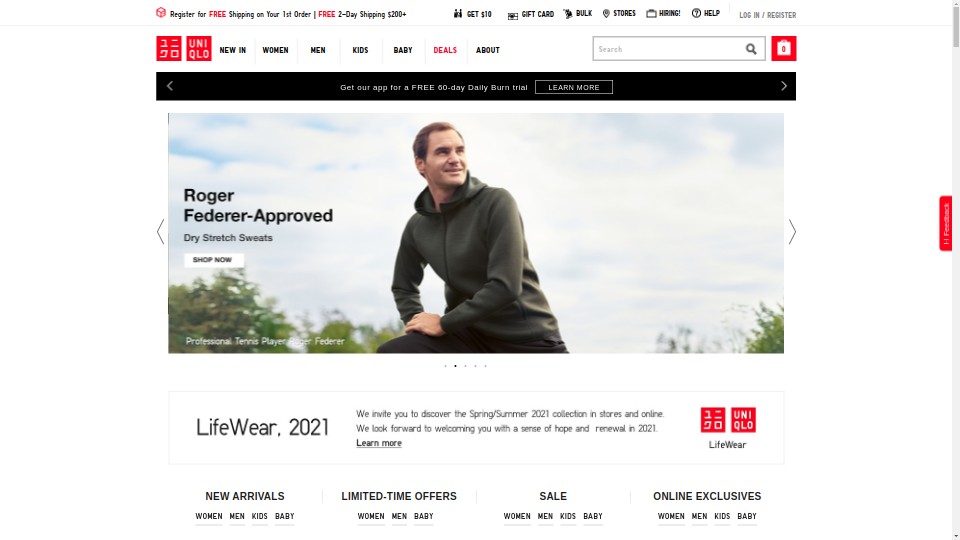 Register for FREE Shipping on Your 1st Order | FREE 2-Day Shipping $200+
GET $10
GIFT CARD
BULK
STORES
HIRING!
HELP
LOG IN / REGISTER
ユニクロ
UNIQLO
NEW IN
WOMEN
MEN
KIDS
BABY
DEALS
ABOUT
Search
0
Get our app for a FREE 60-day Daily Burn trial
LEARN MORE
Roger
Federer-Approved
Dry Stretch Sweats
SHOP NOW
Professional Tennis Player, Roger Federer
Feedback
LifeWear, 2021
We invite you to discover the Spring/Summer 2021 collection in stores and online.
We look forward to welcoming you with a sense of hope and renewal in 2021.
Learn more
ユニクロ
UNIQLO
LifeWear
NEW ARRIVALS
WOMEN MEN KIDS BABY
LIMITED-TIME OFFERS
WOMEN MEN BABY
SALE
WOMEN MEN KIDS BABY
ONLINE EXCLUSIVES
WOMEN MEN KIDS BABY